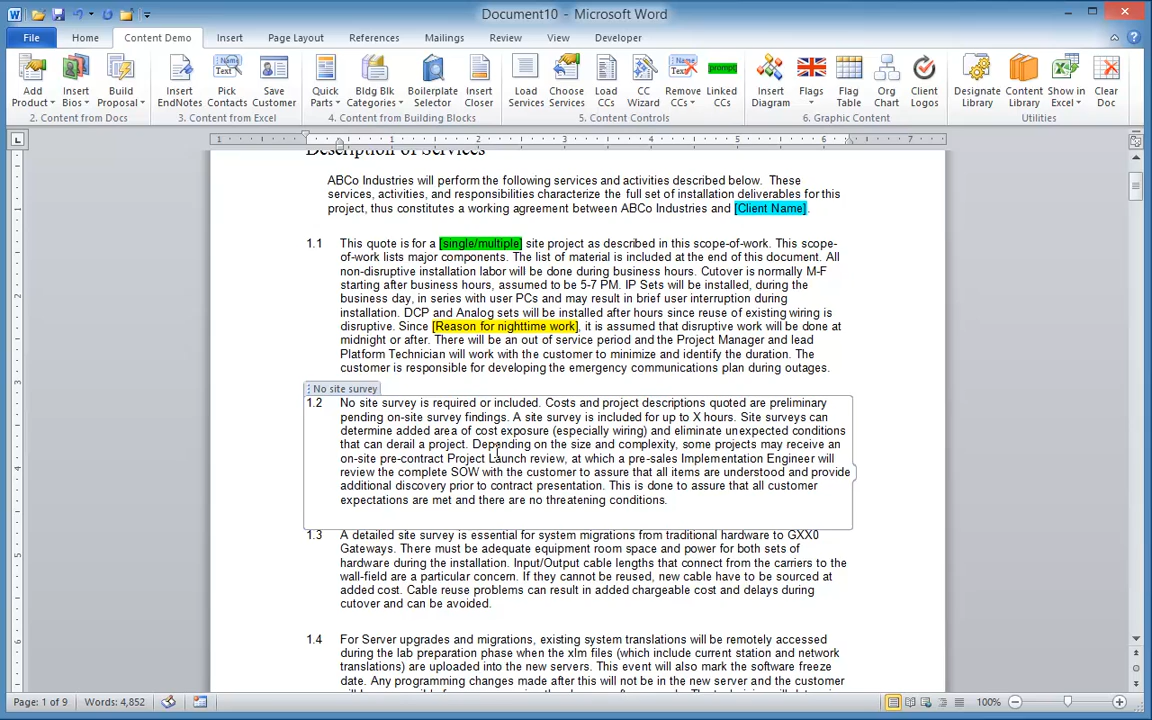 Document10 - Microsoft Word
File Home Content Demo Insert Page Layout References Mailings Review View Developer
Add Product Insert Bios Build Proposal Insert EndNotes Pick Contacts Save Customer Quick Parts Bldg Blk Categories Boilerplate Selector Insert Closer Load Services Choose Services Load CCs CC Wizard Remove CCs Linked CCs Insert Diagram Flags Flag Table Org Chart Client Logos Designate Library Content Library Show in Excel Clear Doc
2. Content from Docs 3. Content from Excel 4. Content from Building Blocks 5. Content Controls 6. Graphic Content Utilities
1 1 2 3 4 5 6 7
Description of Services
ABCo Industries will perform the following services and activities described below. These
services, activities, and responsibilities characterize the full set of installation deliverables for this
project, thus constitutes a working agreement between ABCo Industries and [Client Name].
1.1 This quote is for a [single/multiple] site project as described in this scope-of-work. This scope-
of-work lists major components. The list of material is included at the end of this document. All
non-disruptive installation labor will be done during business hours. Cutover is normally M-F
starting after business hours, assumed to be 5-7 PM. IP Sets will be installed, during the
business day, in series with user PCs and may result in brief user interruption during
installation. DCP and Analog sets will be installed after hours since reuse of existing wiring is
disruptive. Since [Reason for nighttime work], it is assumed that disruptive work will be done at
midnight or after. There will be an out of service period and the Project Manager and lead
Platform Technician will work with the customer to minimize and identify the duration. The
customer is responsible for developing the emergency communications plan during outages.
No site survey
1.2 No site survey is required or included. Costs and project descriptions quoted are preliminary
pending on-site survey findings. A site survey is included for up to X hours. Site surveys can
determine added area of cost exposure (especially wiring) and eliminate unexpected conditions
that can derail a project. Depending on the size and complexity, some projects may receive an
on-site pre-contract Project Launch review, at which a pre-sales Implementation Engineer will
review the complete SOW with the customer to assure that all items are understood and provide
additional discovery prior to contract presentation. This is done to assure that all customer
expectations are met and there are no threatening conditions.
1.3 A detailed site survey is essential for system migrations from traditional hardware to GXX0
Gateways. There must be adequate equipment room space and power for both sets of
hardware during the installation. Input/Output cable lengths that connect from the carriers to the
wall-field are a particular concern. If they cannot be reused, new cable have to be sourced at
added cost. Cable reuse problems can result in added chargeable cost and delays during
cutover and can be avoided.
1.4 For Server upgrades and migrations, existing system translations will be remotely accessed
during the lab preparation phase when the xlm files (which include current station and network
translations) are uploaded into the new servers. This event will also mark the software freeze
date. Any programming changes made after this will not be in the new server and the customer
Page: 1 of 9 Words: 4,852 100%